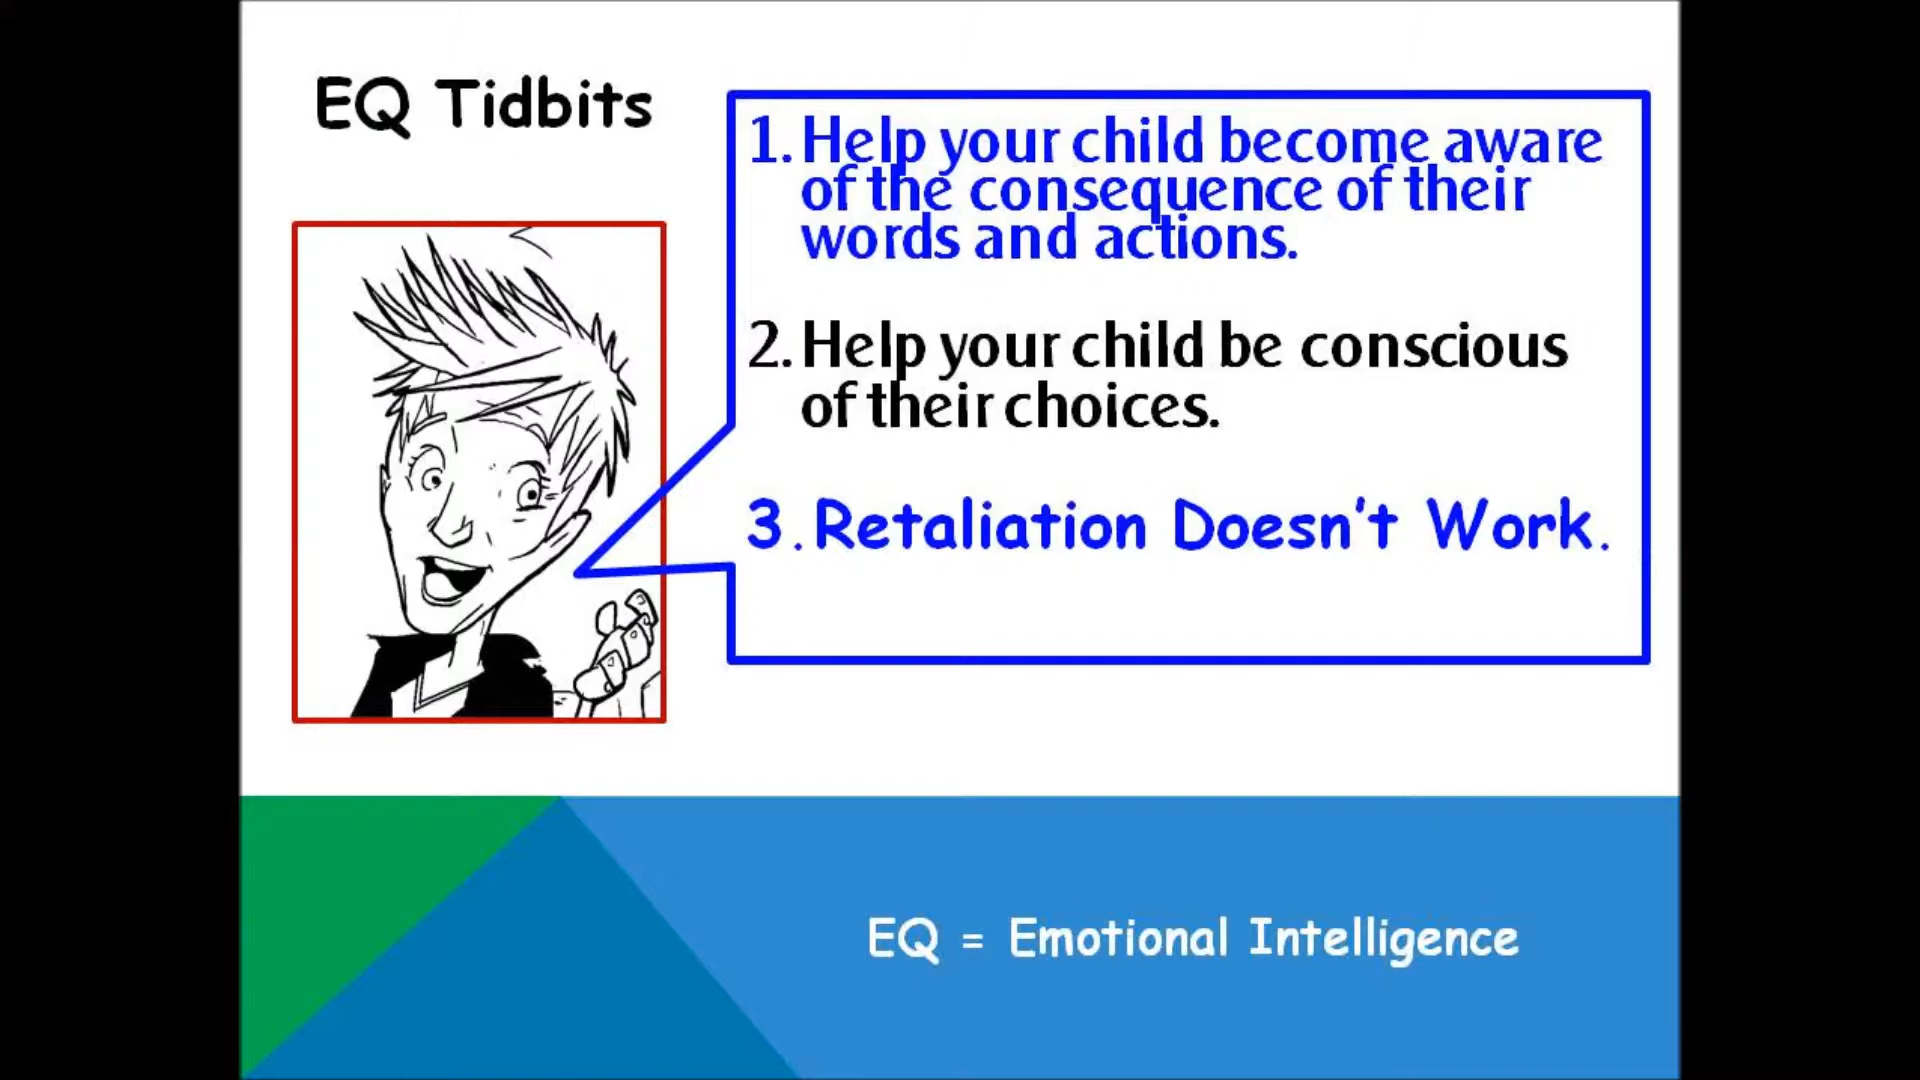 EQ Tidbits
1. Help your child become aware
of the consequence of their
words and actions.
2. Help your child be conscious
of their choices.
3. Retaliation Doesn't Work.
EQ = Emotional Intelligence